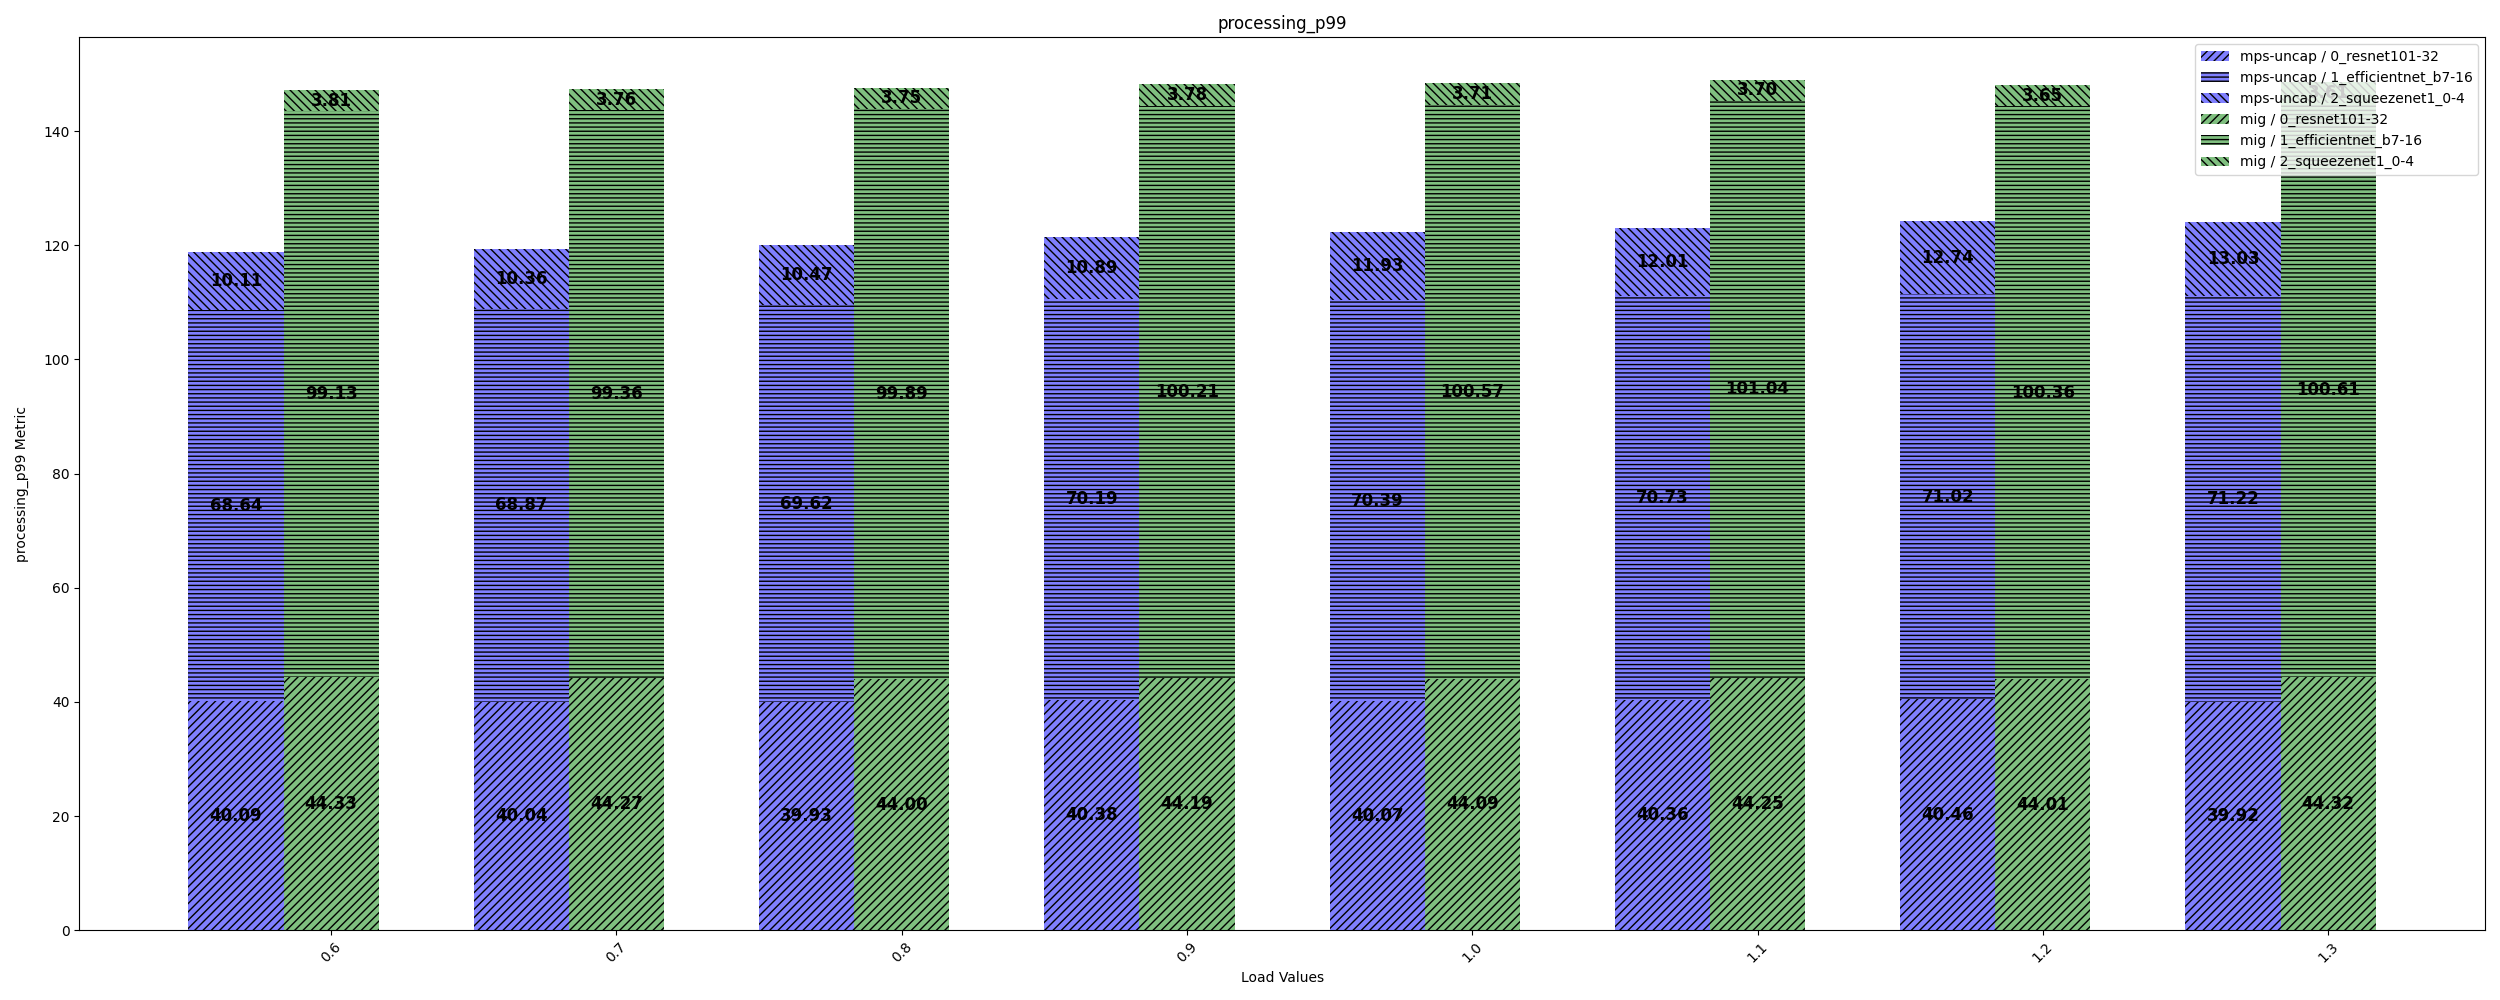 processing_p99
mps-uncap / 0_resnet101-32
mps-uncap / 1_efficientnet_b7-16
mps-uncap / 2_squeezenet1_0-4
mig / 0_resnet101-32
mig / 1_efficientnet_b7-16
mig / 2_squeezenet1_0-4
processing_p99 Metric
140
120
100
80
60
40
20
0
3.81 3.76 3.75 3.78 3.71 3.70 3.65
10.11 10.36 10.47 10.89 11.93 12.01 12.74 13.03
99.13 99.36 99.89 100.21 100.57 101.04 100.36 100.61
68.64 68.87 69.62 70.19 70.39 70.73 71.02 71.22
44.33 44.27 44.00 44.19 44.09 44.25 44.01 44.32
40.09 40.04 39.93 40.38 40.07 40.36 40.46 39.92
0.6 0.7 0.8 0.9 1.0 1.1 1.2 1.3
Load Values